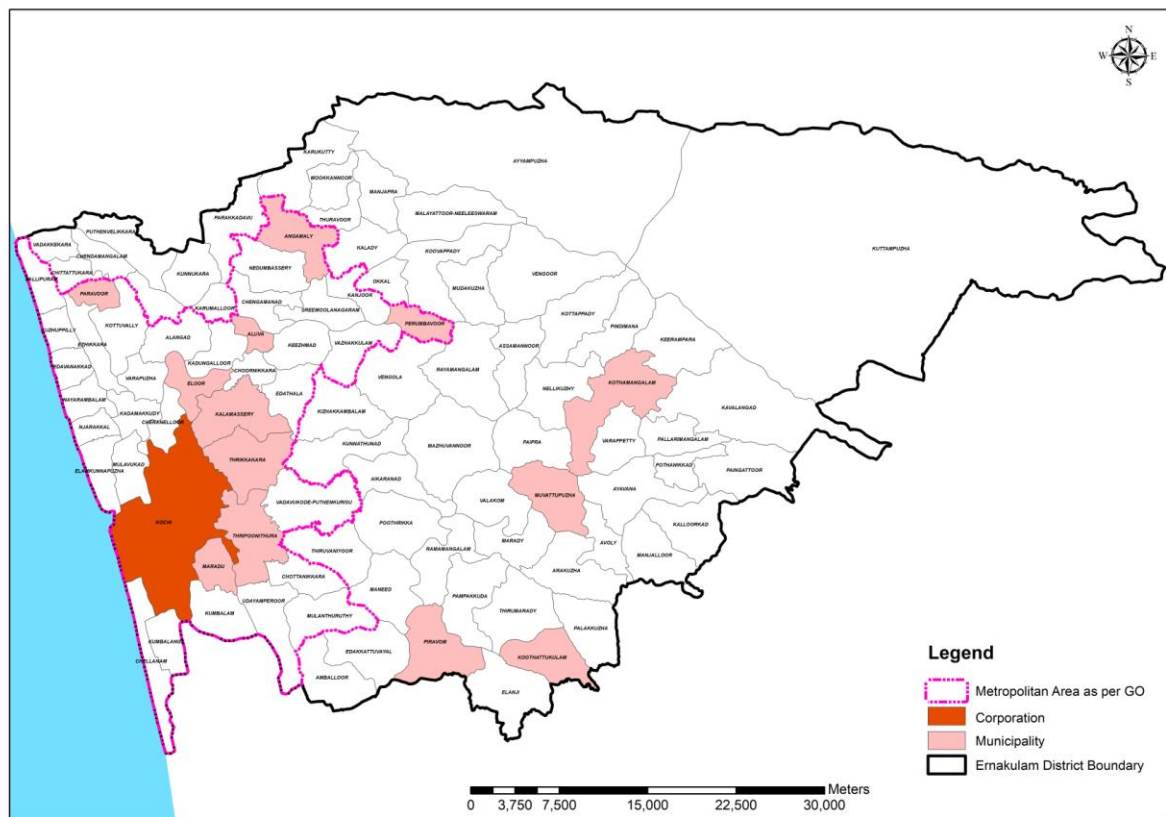 N
W E
S
KARUKUTTY
AYYAMPUZHA
MOOKKANNOOR
MANJAPRA
PARAKKADAVU
THURAVOOR
MALAYATTOOR-NEELEESWARAM
PUTHENVELIKKARA
ANGAMALY
VADAKKEKARA
KALADY
KOOVAPPADY
KUTTAMPUZHA
CHENDAMANGALAM
NEDUMBASSERY
VENGOOR
CHITTATTUKARA
KUNNUKARA
OKKAL
MUDAKUZHA
PARAVOOR
KANJOOR
CHENGAMANAD
SREEMOOLANAGARAM
KARUMALLOOR
KOTTAPPADY
KOTTUVALLY
PERUMBAVOOR
PINDIMANA
ALUVA
KEERAMPARA
ALANGAD
KEEZHMAD
VAZHAKKULAM
EZHIKKARA
ASSAMANNOOR
KADUNGALLOOR
CHOORNIKKARA
RAYAMANGALAM
VENGOLA
VARAPUZHA
ELOOR
NELLIKUZHY
KOTHAMANGALAM
EDATHALA
NAYARAMBALAM
KAVALANGAD
KADAMAKKUDY
KALAMASSERY
KIZHAKKAMBALAM
CHERANELLOOR
VARAPPETTY
NJARAKKAL
KUNNATHUNAD
MAZHUVANNOOR
PAIPRA
PALLARIMANGALAM
THRIKKAKARA
MULAVUKAD
POTHANIKKAD
ELAMKUNNAPUZHA
PAINGATTOOR
AIKARANAD
AYAVANA
MUVATTUPUZHA
VADAVUKODE-PUTHENKURISU
VALAKOM
KOCHI
POOTHRIKKA
KALLOORKAD
THRIPOONITHURA
MARADY
AVOLY
THIRUVANIYOOR
RAMAMANGALAM
MANJALLOOR
MARADU
ARAKUZHA
CHOTTANIKKARA
MANEED
PAMPAKKUDA
UDAYAMPEROOR
KUMBALAM
THIRUMARADY
MULANTHURUTHY
PALAKKUZHA
KUMBALANGI
PIRAVOM
EDAKKATTUVAYAL
KOOTHATTUKULAM
CHELLANAM
AMBALLOOR
ELANJI
Legend
Metropolitan Area as per GO
Corporation
Municipality
Ernakulam District Boundary
Meters
0 3,750 7,500 15,000 22,500 30,000